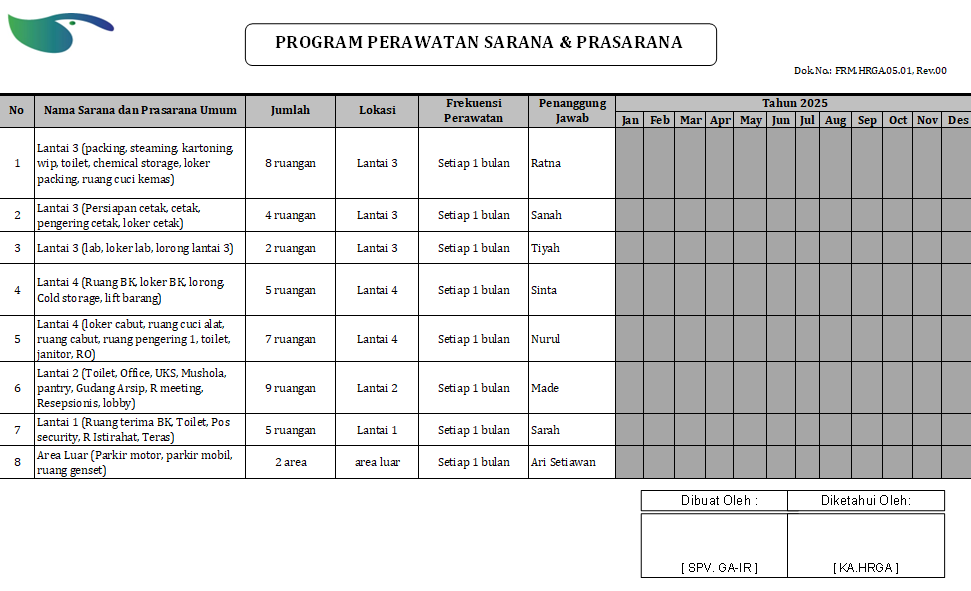 PROGRAM PERAWATAN SARANA & PRASARANA
Dok.No.: FRM.HRGA.05.01, Rev.00
No Nama Sarana dan Prasarana Umum Jumlah Lokasi Frekuensi Perawatan Penanggung Jawab Tahun 2025
Jan Feb Mar Apr May Jun Jul Aug Sep Oct Nov Des
1 Lantai 3 (packing, steaming, kartoning, 8 ruangan Lantai 3 Setiap 1 bulan Ratna
wip, toilet, chemical storage, loker
packing, ruang cuci kemas)
2 Lantai 3 (Persiapan cetak, cetak, 4 ruangan Lantai 3 Setiap 1 bulan Sanah
pengering cetak, loker cetak)
3 Lantai 3 (lab, loker lab, lorong lantai 3) 2 ruangan Lantai 3 Setiap 1 bulan Tiyah
4 Lantai 4 (Ruang BK, loker BK, lorong, 5 ruangan Lantai 4 Setiap 1 bulan Sinta
Cold storage, lift barang)
5 Lantai 4 (loker cabut, ruang cuci alat, 7 ruangan Lantai 4 Setiap 1 bulan Nurul
ruang cabut, ruang pengering 1, toilet,
janitor, RO)
6 Lantai 2 (Toilet, Office, UKS, Mushola, 9 ruangan Lantai 2 Setiap 1 bulan Made
pantry, Gudang Arsip, R meeting,
Resepsionis, lobby)
7 Lantai 1 (Ruang terima BK, Toilet, Pos 5 ruangan Lantai 1 Setiap 1 bulan Sarah
security, R Istirahat, Teras)
8 Area Luar (Parkir motor, parkir mobil, 2 area area luar Setiap 1 bulan Ari Setiawan
ruang genset)
Dibuat Oleh : Diketahui Oleh:
[ SPV. GA-IR ] [ KA.HRGA ]